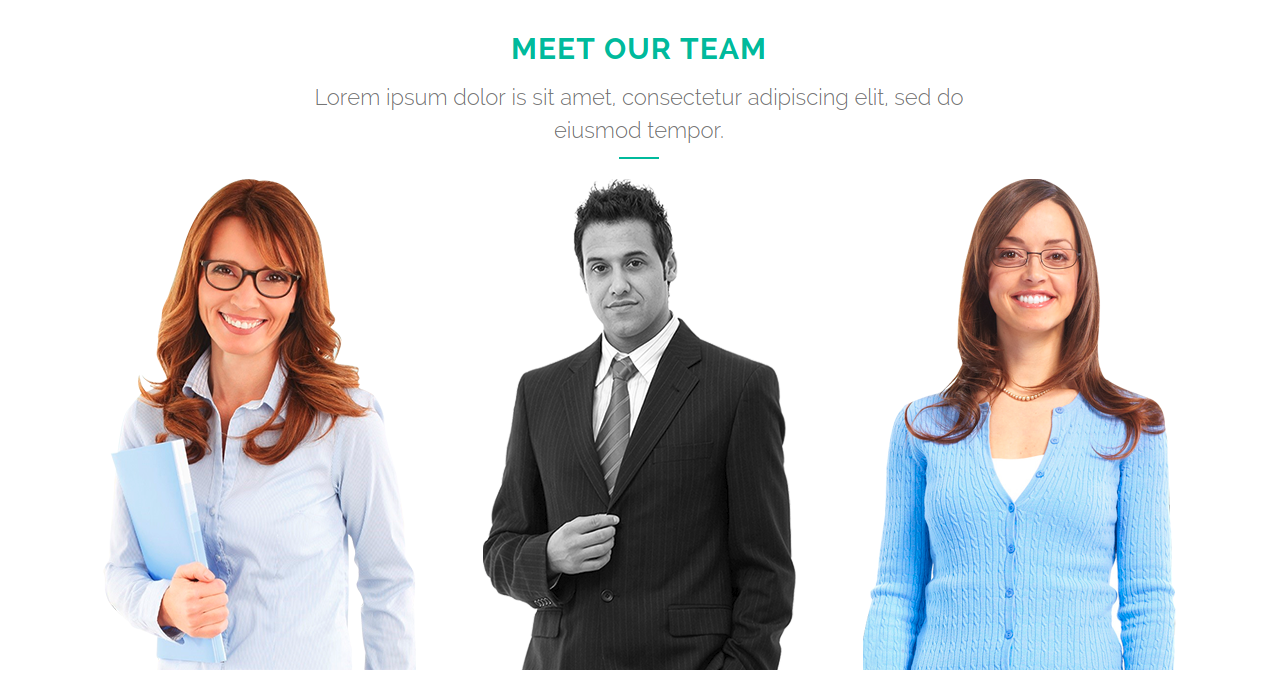 MEET OUR TEAM
Lorem ipsum dolor is sit amet, consectetur adipiscing elit, sed do
eiusmod tempor.